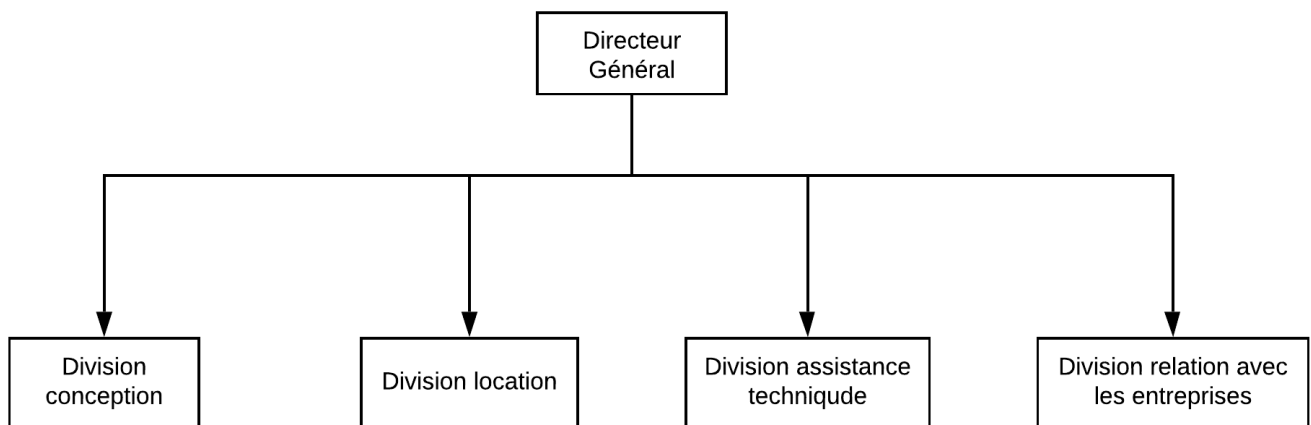 Directeur
Général
Division
conception
Division location
Division assistance
techniqude
Division relation avec
les entreprises